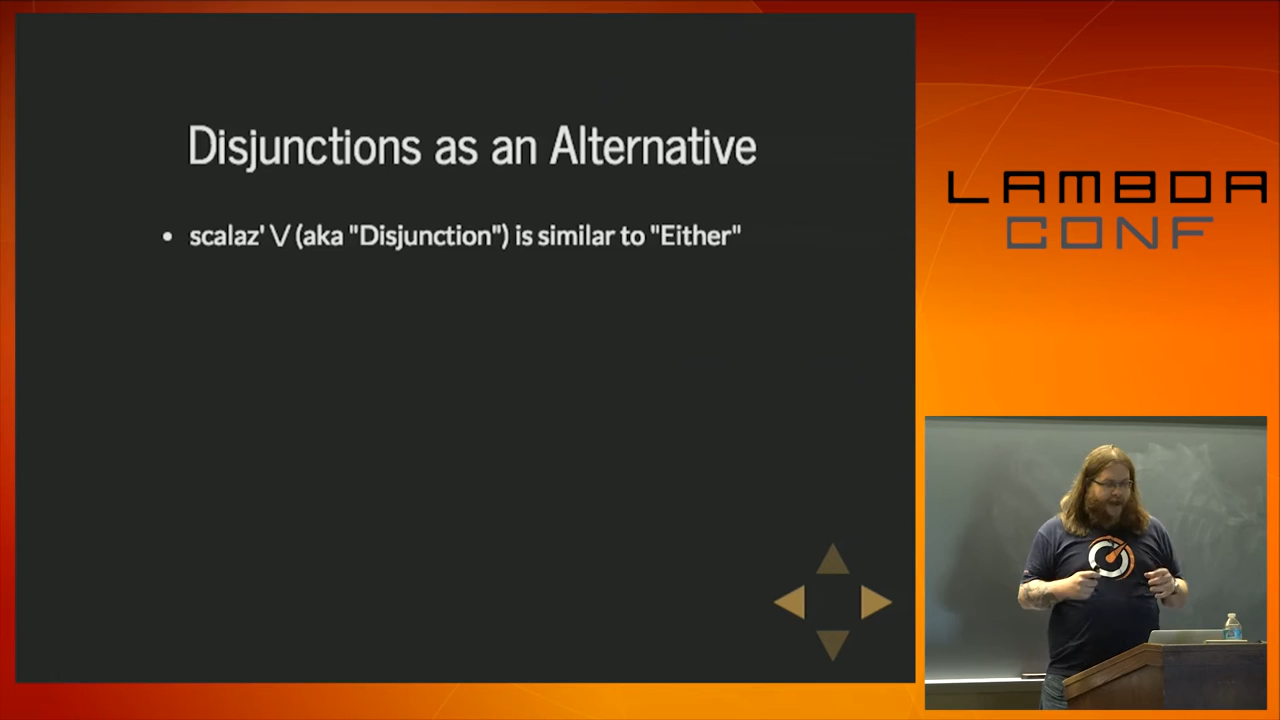 Disjunctions as an Alternative
• scalaz' \/ (aka "Disjunction") is similar to "Either"
LAMBDA
CONF